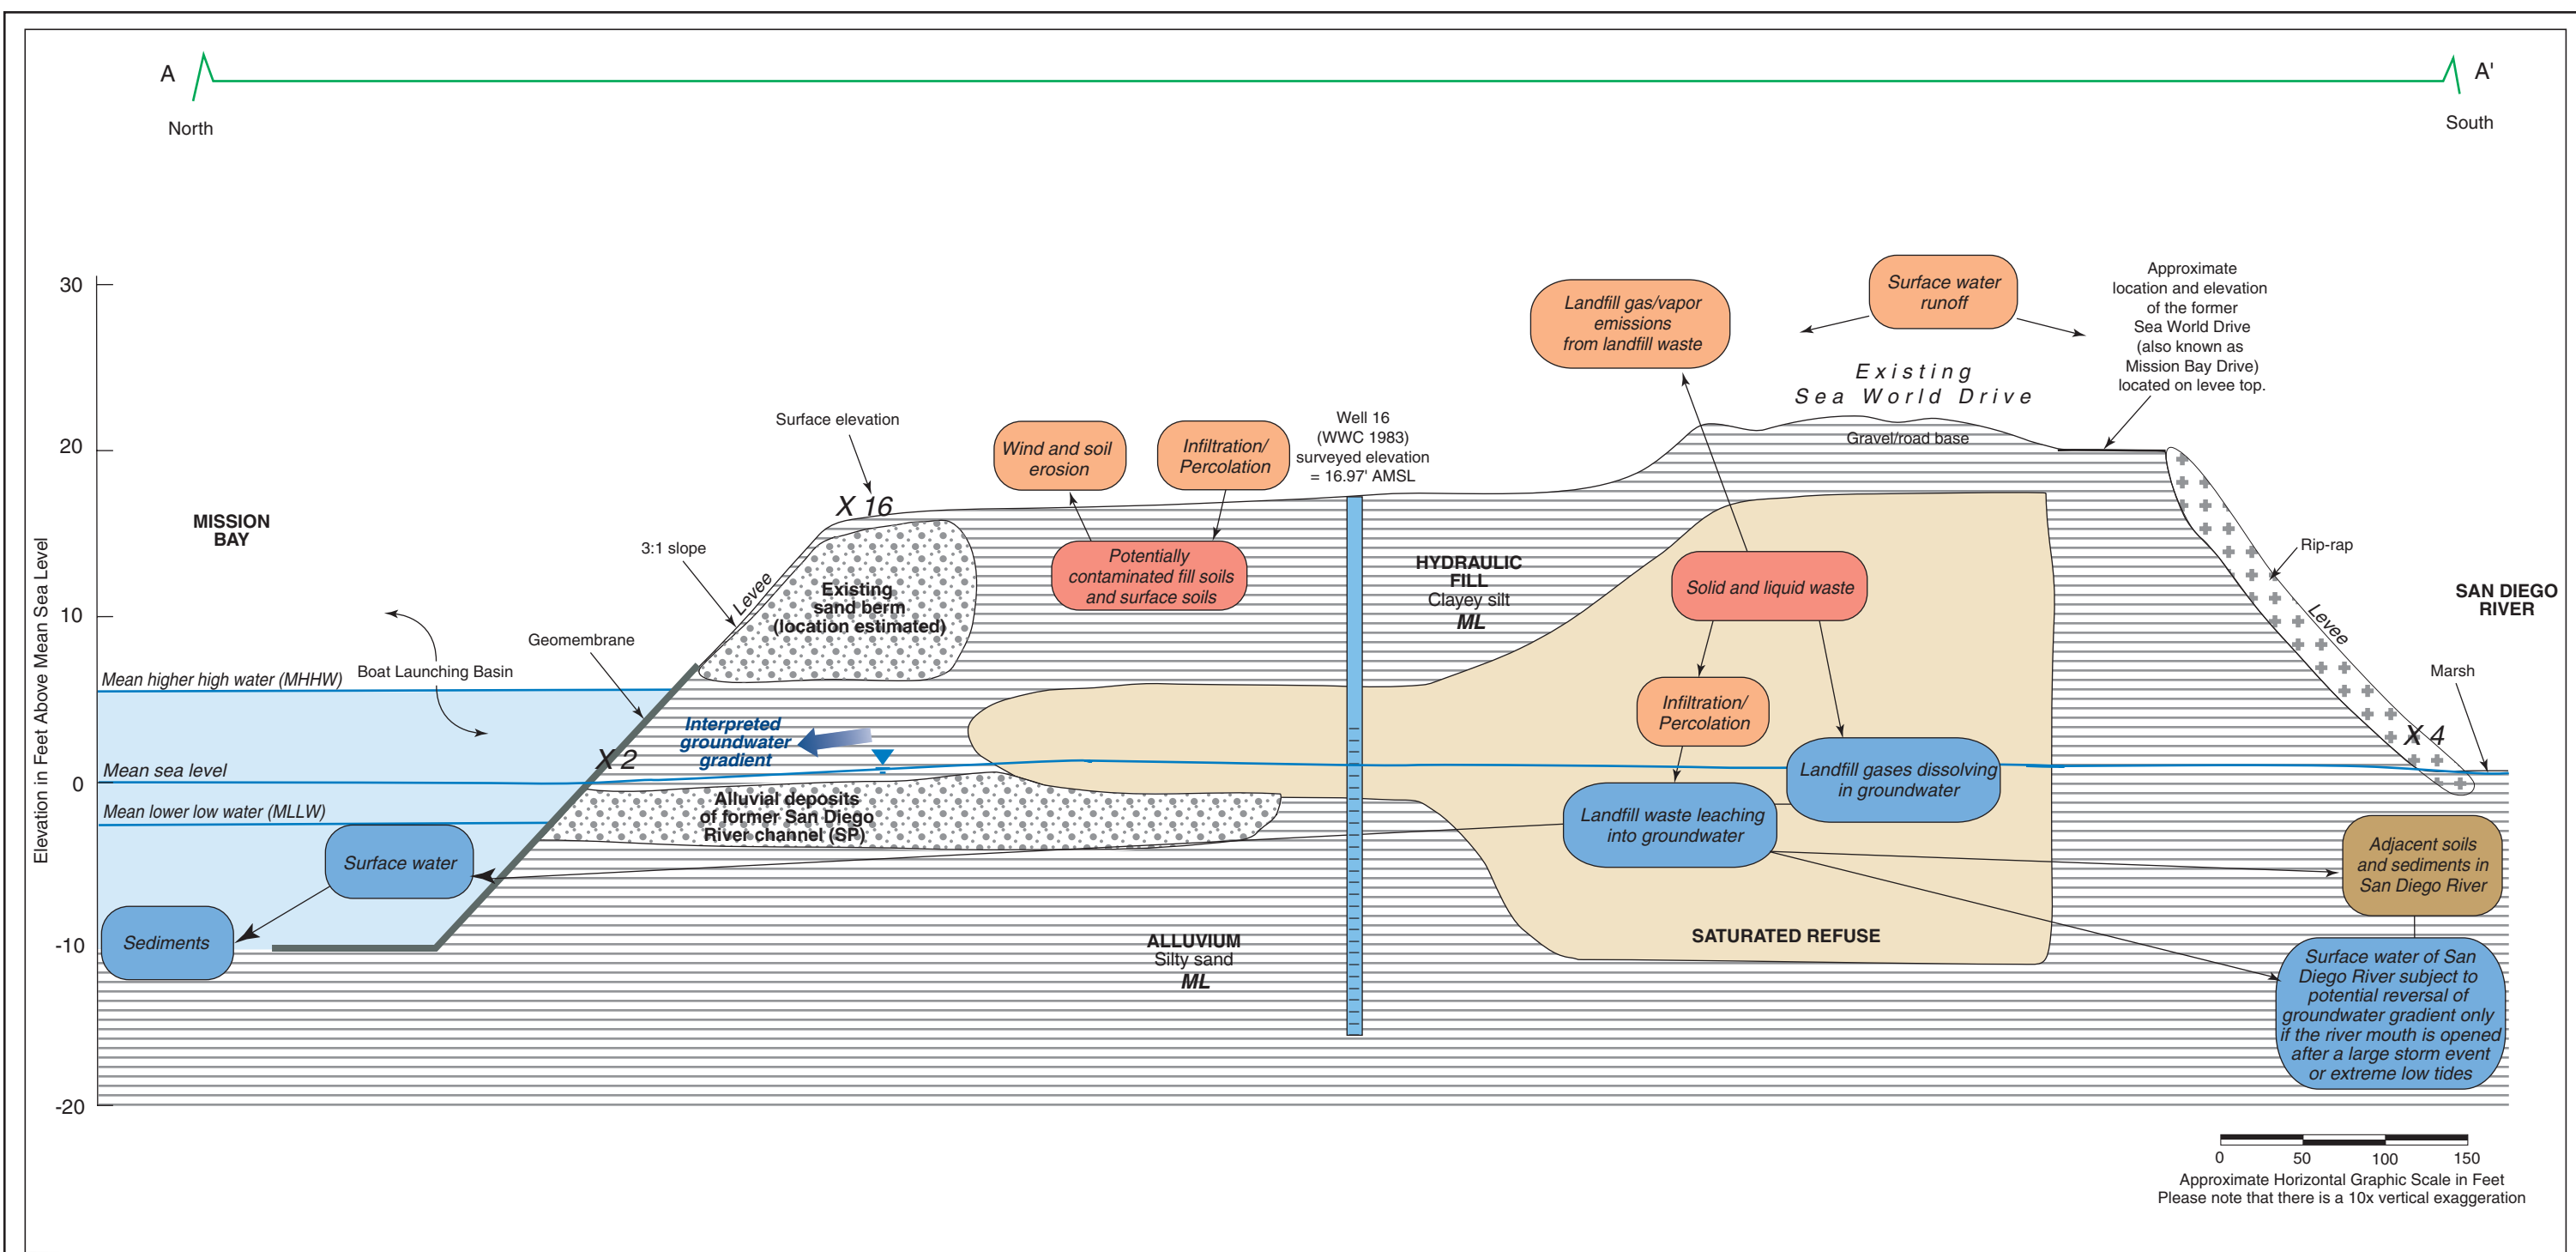 A
A'
North
South
30
20
10
0
-10
-20
Elevation in Feet Above Mean Sea Level
MISSION
BAY
Mean higher high water (MHHW)
Mean sea level
Mean lower low water (MLLW)
Boat Launching Basin
Surface water
Sediments
Geomembrane
3:1 slope
Levee
Surface elevation
X 16
X 2
Existing
sand berm
(location estimated)
Interpreted
groundwater
gradient
Alluvial deposits
of former San Diego
River channel (SP)
Wind and soil
erosion
Infiltration/
Percolation
Potentially
contaminated fill soils
and surface soils
Well 16
(WWC 1983)
surveyed elevation
= 16.97' AMSL
HYDRAULIC
FILL
Clayey silt
ML
ALLUVIUM
Silty sand
ML
Landfill gas/vapor
emissions
from landfill waste
Surface water
runoff
Existing
Sea World Drive
Gravel/road base
Approximate
location and elevation
of the former
Sea World Drive
(also known as
Mission Bay Drive)
located on levee top.
Solid and liquid waste
Infiltration/
Percolation
Landfill gases dissolving
in groundwater
Landfill waste leaching
into groundwater
SATURATED REFUSE
Rip-rap
Levee
SAN DIEGO
RIVER
Marsh
X 4
Adjacent soils
and sediments in
San Diego River
Surface water of San
Diego River subject to
potential reversal of
groundwater gradient only
if the river mouth is opened
after a large storm event
or extreme low tides
0 50 100 150
Approximate Horizontal Graphic Scale in Feet
Please note that there is a 10x vertical exaggeration